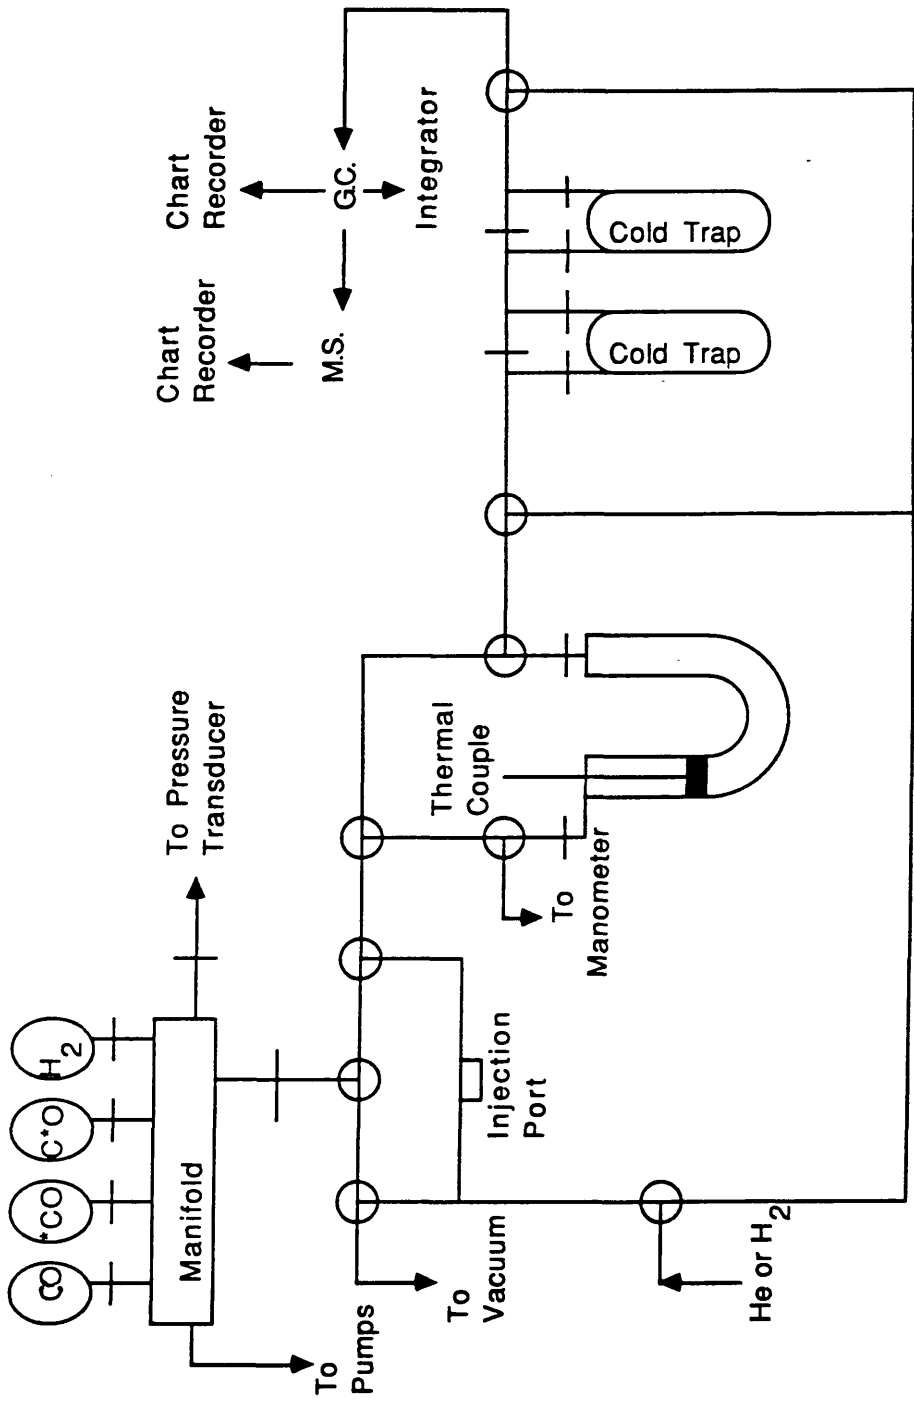 CO
*CO
C*O
H2
Manifold
To Pressure
Transducer
To
Pumps
To
Vacuum
Injection
Port
He or H2
To
Manometer
Thermal
Couple
Chart
Recorder
Chart
Recorder
M.S.
G.C.
Integrator
Cold Trap
Cold Trap